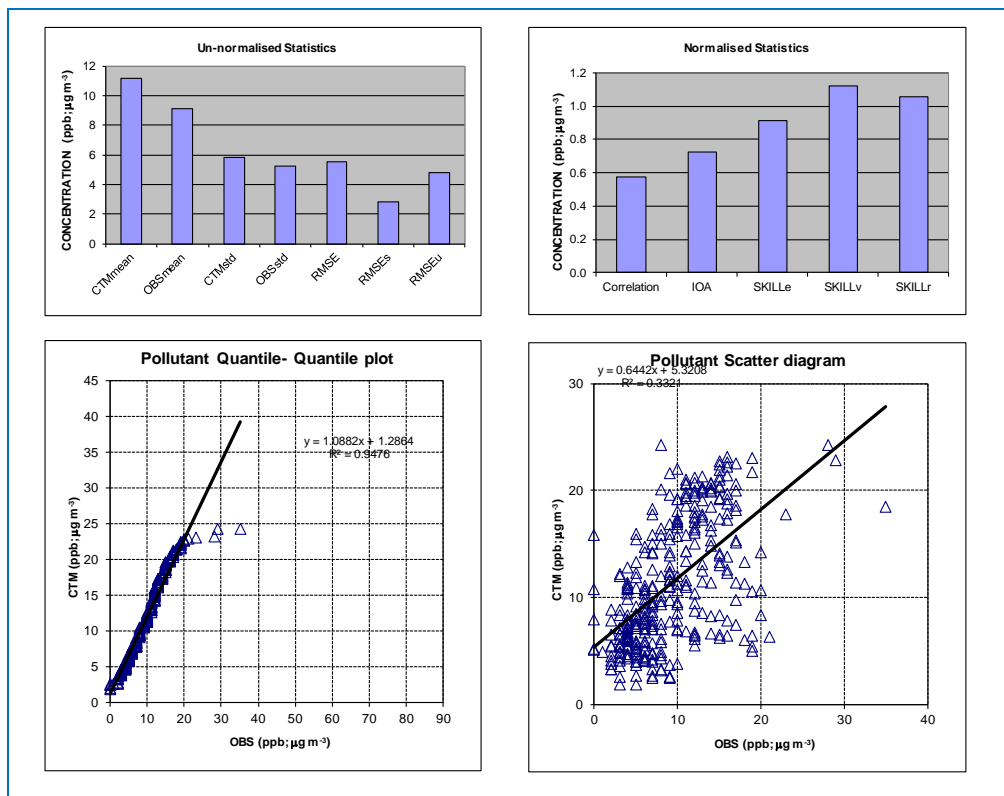 Un-normalised Statistics
CONCENTRATION (ppb;µg m-3)
12
10
8
6
4
2
0
CTMmean
OBSmean
CTMstd
OBSstd
RMSE
RMSEs
RMSEu
Normalised Statistics
CONCENTRATION (ppb;µg m-3)
1.2
1.0
0.8
0.6
0.4
0.2
0.0
Correlation IOA SKILLe SKILLv SKILLr
Pollutant Quantile- Quantile plot
y = 1.0882x + 1.2864
R² = 0.9476
CTM (ppb;µg m-3)
45
40
35
30
25
20
15
10
5
0
0 10 20 30 40 50 60 70 80 90
OBS (ppb;µg m-3)
Pollutant Scatter diagram
y = 0.6442x + 5.3208
R² = 0.3321
CTM (ppb;µg m-3)
30
20
10
0
0 10 20 30 40
OBS (ppb;µg m-3)